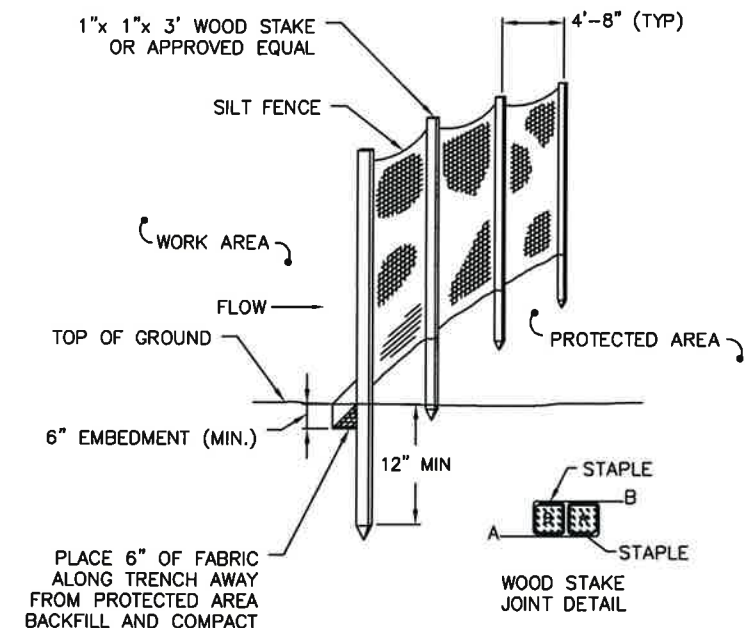 1"x 1"x 3' WOOD STAKE
OR APPROVED EQUAL
4'-8" (TYP)
SILT FENCE
WORK AREA
FLOW
TOP OF GROUND
PROTECTED AREA
6" EMBEDMENT (MIN.)
12" MIN
STAPLE
B
A
STAPLE
PLACE 6" OF FABRIC
ALONG TRENCH AWAY
FROM PROTECTED AREA
BACKFILL AND COMPACT
WOOD STAKE
JOINT DETAIL